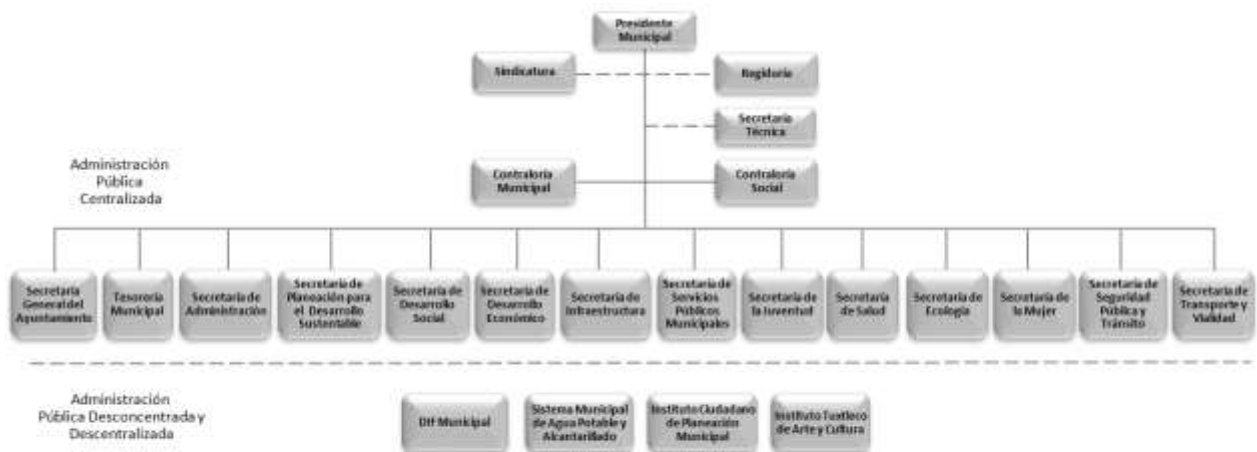 Presidente
Municipal
Sindicatura
Regiduría
Secretaría
Técnica
Administración
Pública
Centralizada
Contraloría
Municipal
Contraloría
Social
Secretaría
General del
Ayuntamiento
Tesorería
Municipal
Secretaría de
Administración
Secretaría de
Planeación para
el Desarrollo
Sustentable
Secretaría de
Desarrollo
Social
Secretaría de
Desarrollo
Económico
Secretaría de
Infraestructura
Secretaría de
Servicios
Públicos
Municipales
Secretaría de
la Juventud
Secretaría
de Salud
Secretaría de
Ecología
Secretaría de
la Mujer
Secretaría de
Seguridad
Pública y
Tránsito
Secretaría de
Transporte y
Vialidad
Administración
Pública Desconcentrada y
Descentralizada
DIF Municipal
Sistema Municipal
de Agua Potable y
Alcantarillado
Instituto Ciudadano
de Planeación
Municipal
Instituto Tuxtleco
de Arte y Cultura